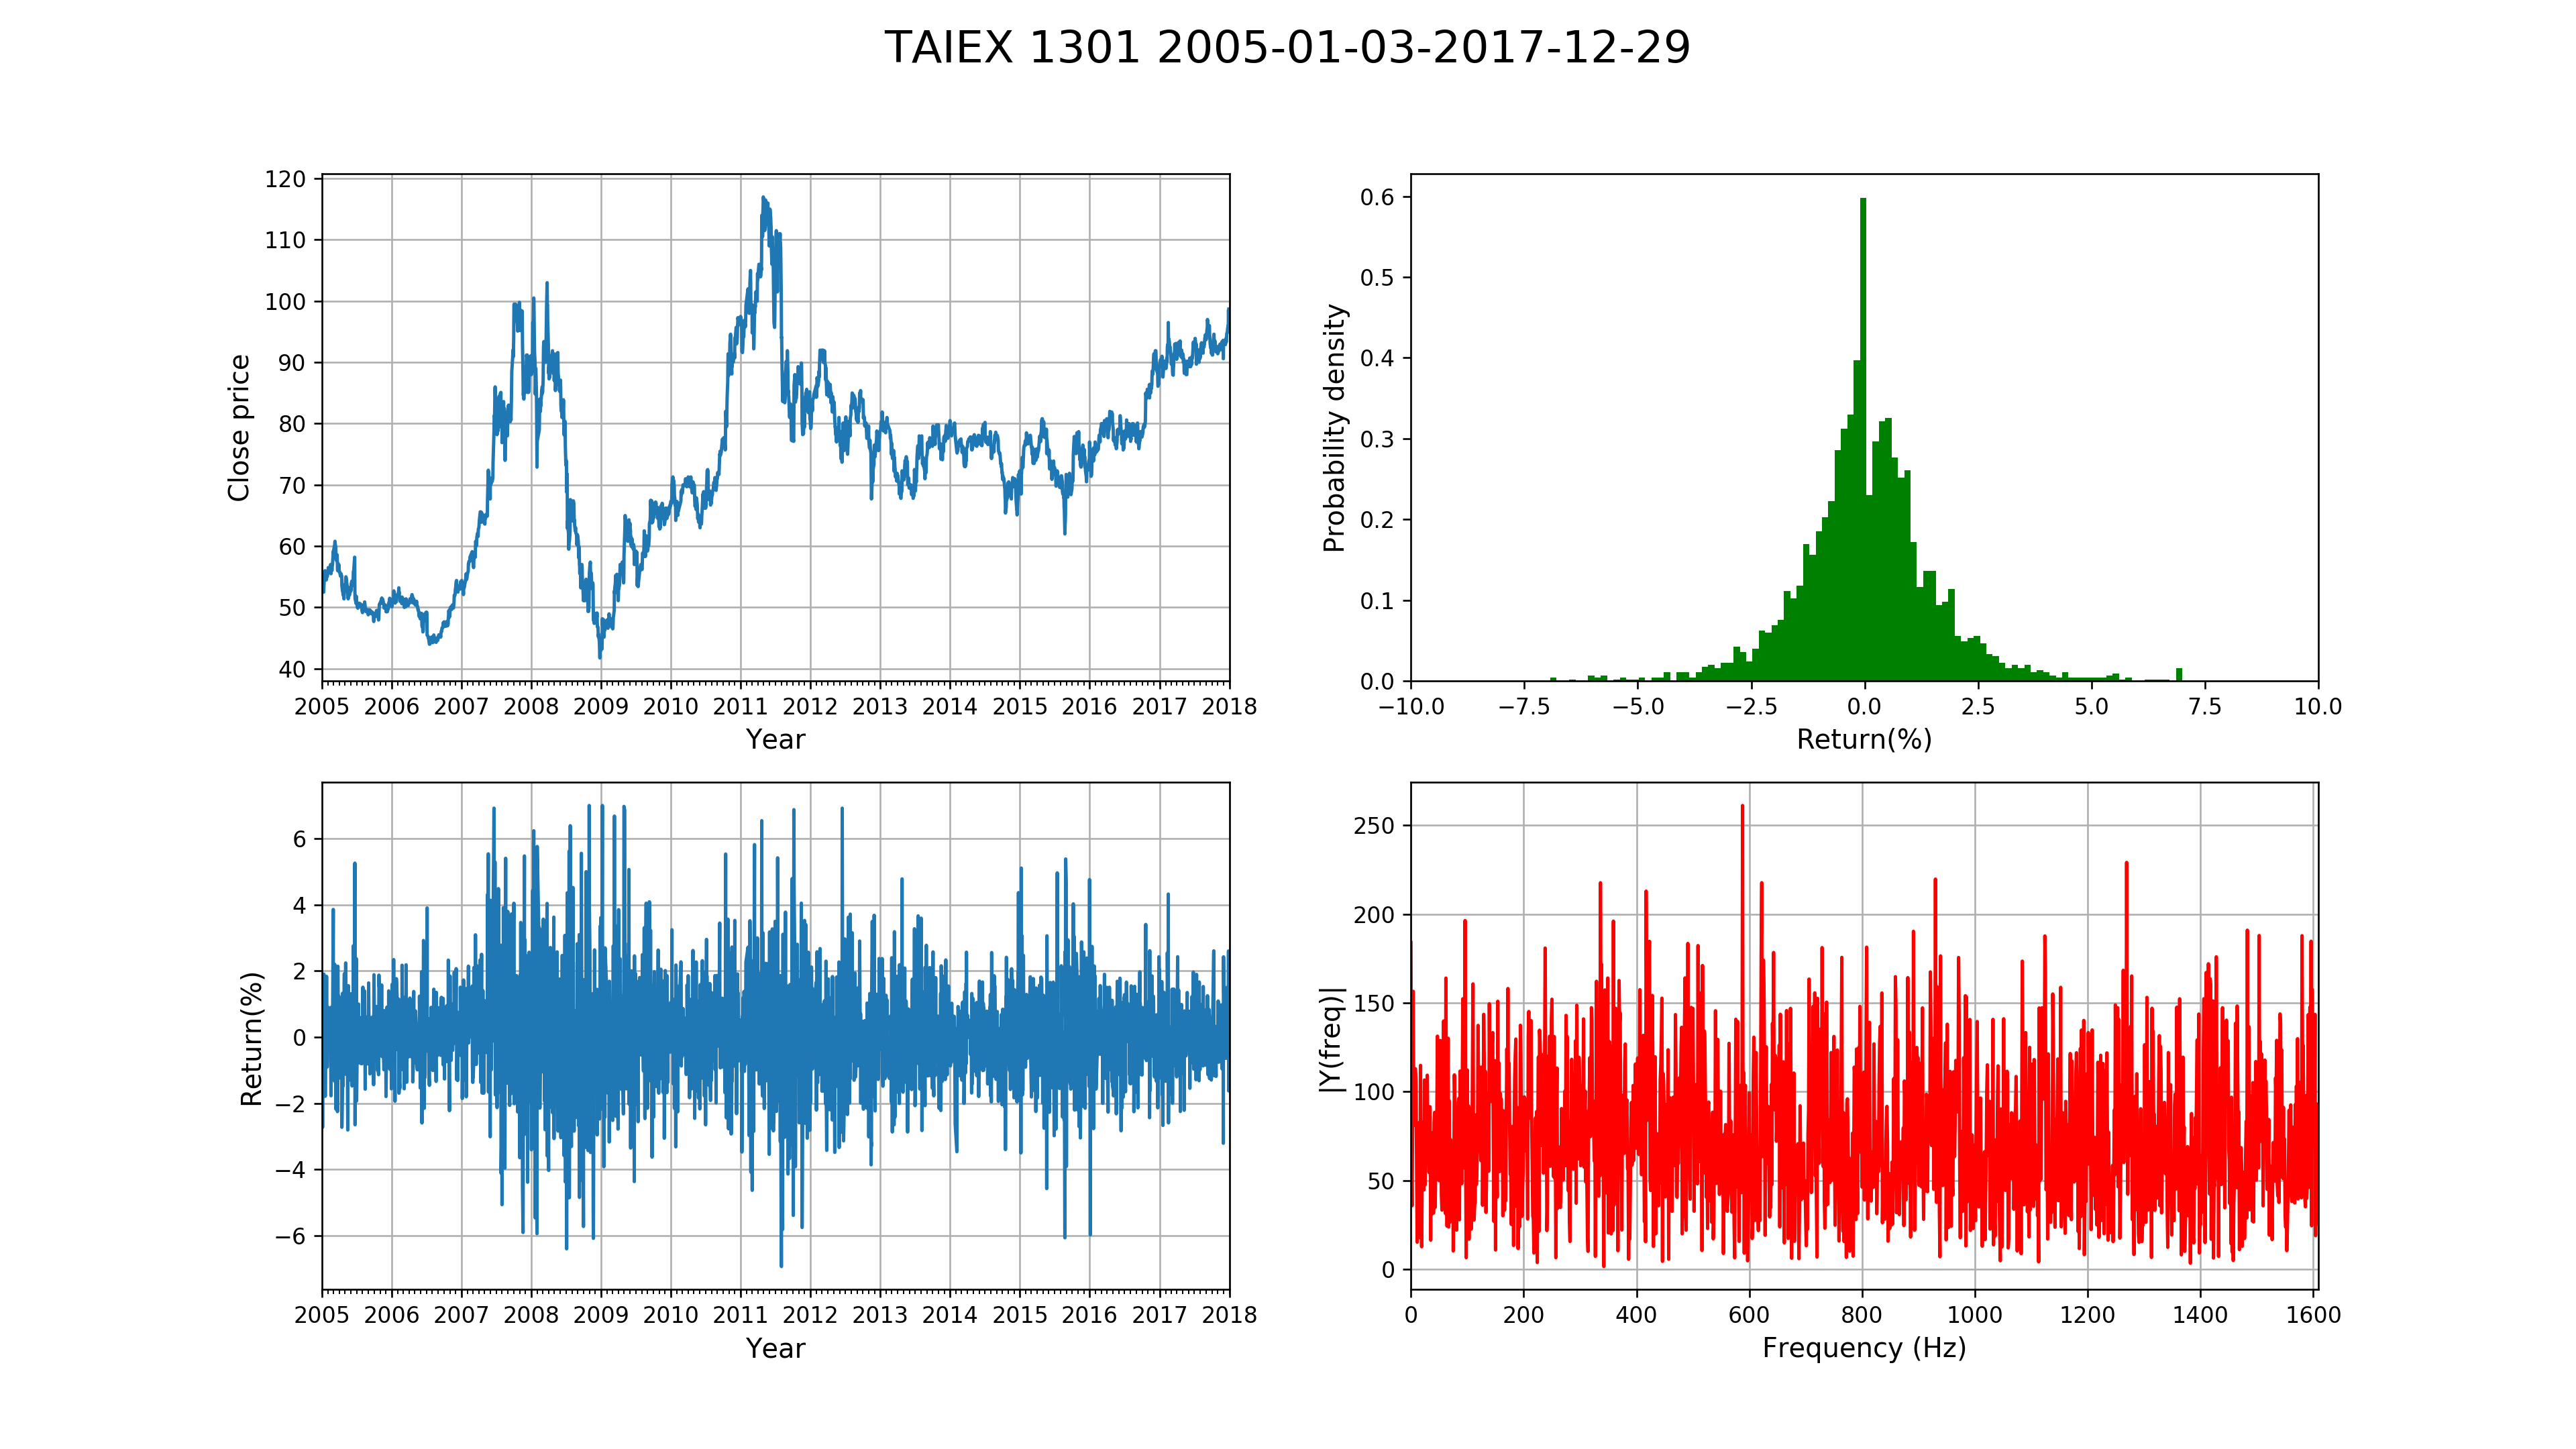 TAIEX 1301 2005-01-03-2017-12-29
120
110
100
90
80
70
60
50
40
Close price
2005 2006 2007 2008 2009 2010 2011 2012 2013 2014 2015 2016 2017 2018
Year
0.6
0.5
0.4
0.3
0.2
0.1
0.0
Probability density
−10.0 −7.5 −5.0 −2.5 0.0 2.5 5.0 7.5 10.0
Return(%)
6
4
2
0
−2
−4
−6
Return(%)
2005 2006 2007 2008 2009 2010 2011 2012 2013 2014 2015 2016 2017 2018
Year
250
200
150
100
50
0
|Y(freq)|
0 200 400 600 800 1000 1200 1400 1600
Frequency (Hz)